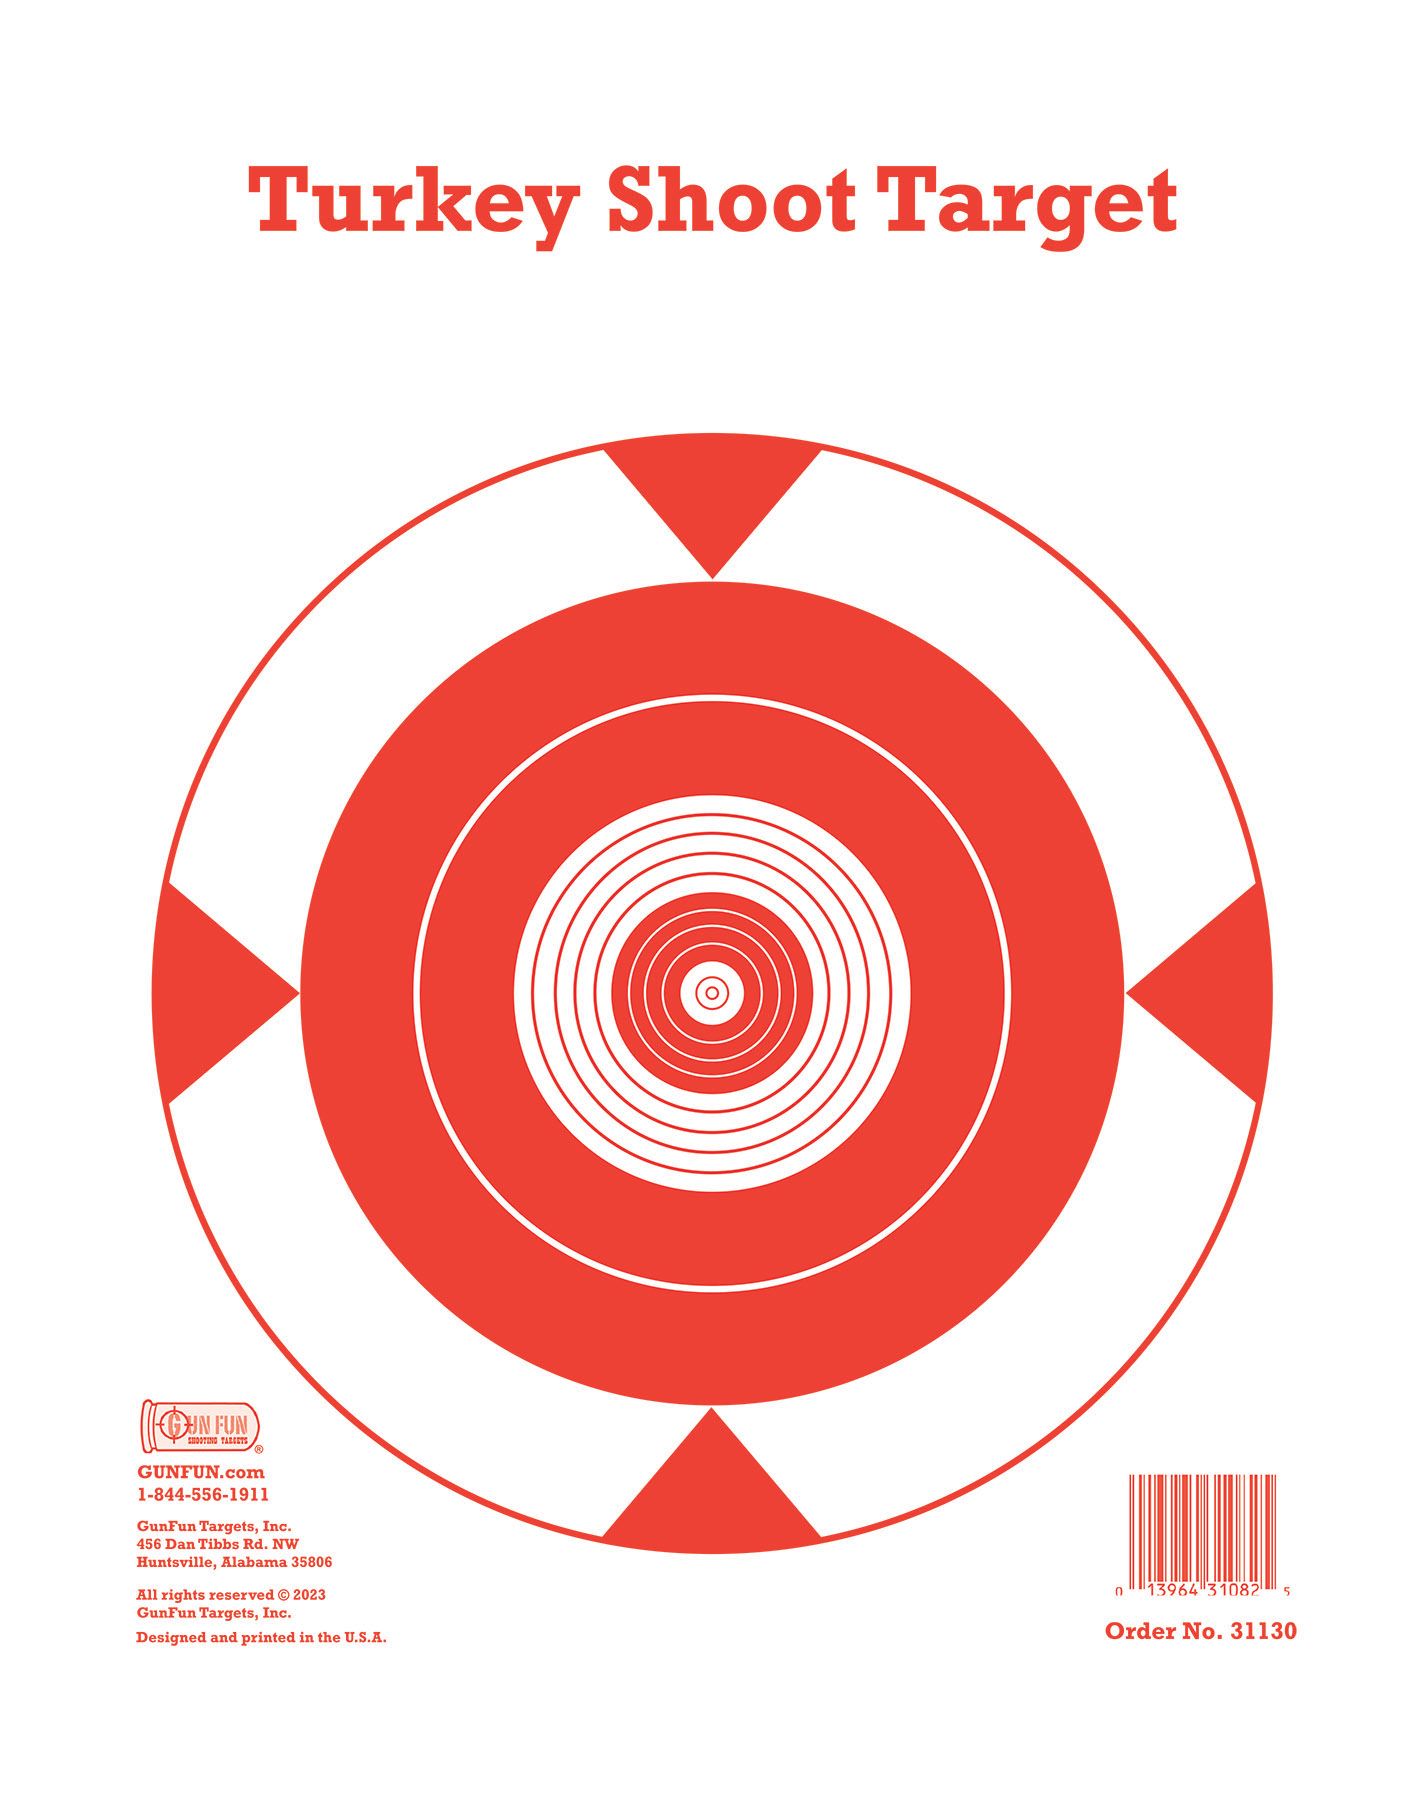 Turkey Shoot Target
GUN FUN
SHOOTING TARGETS
®
GUNFUN.com
1-844-556-1911
GunFun Targets, Inc.
456 Dan Tibbs Rd. NW
Huntsville, Alabama 35806
All rights reserved © 2023
GunFun Targets, Inc.
Designed and printed in the U.S.A.
0 13964 31082 5
Order No. 31130